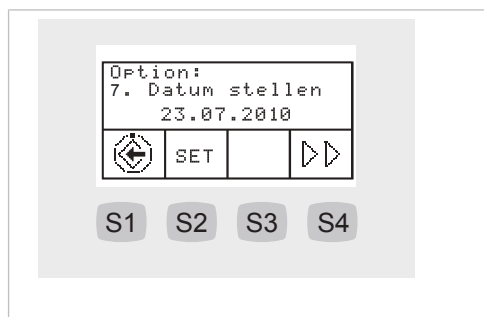 Option:
7. Datum stellen
23.07.2010
SET
S1 S2 S3 S4